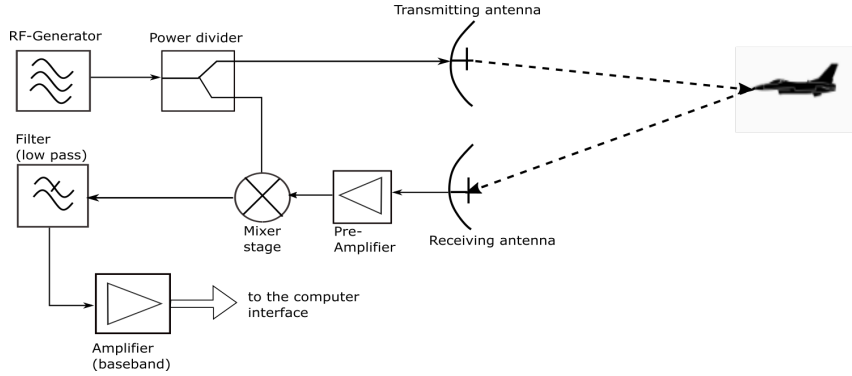 Transmitting antenna
RF-Generator
Power divider
Filter
(low pass)
Mixer
stage
Pre-
Amplifier
Receiving antenna
to the computer
interface
Amplifier
(baseband)